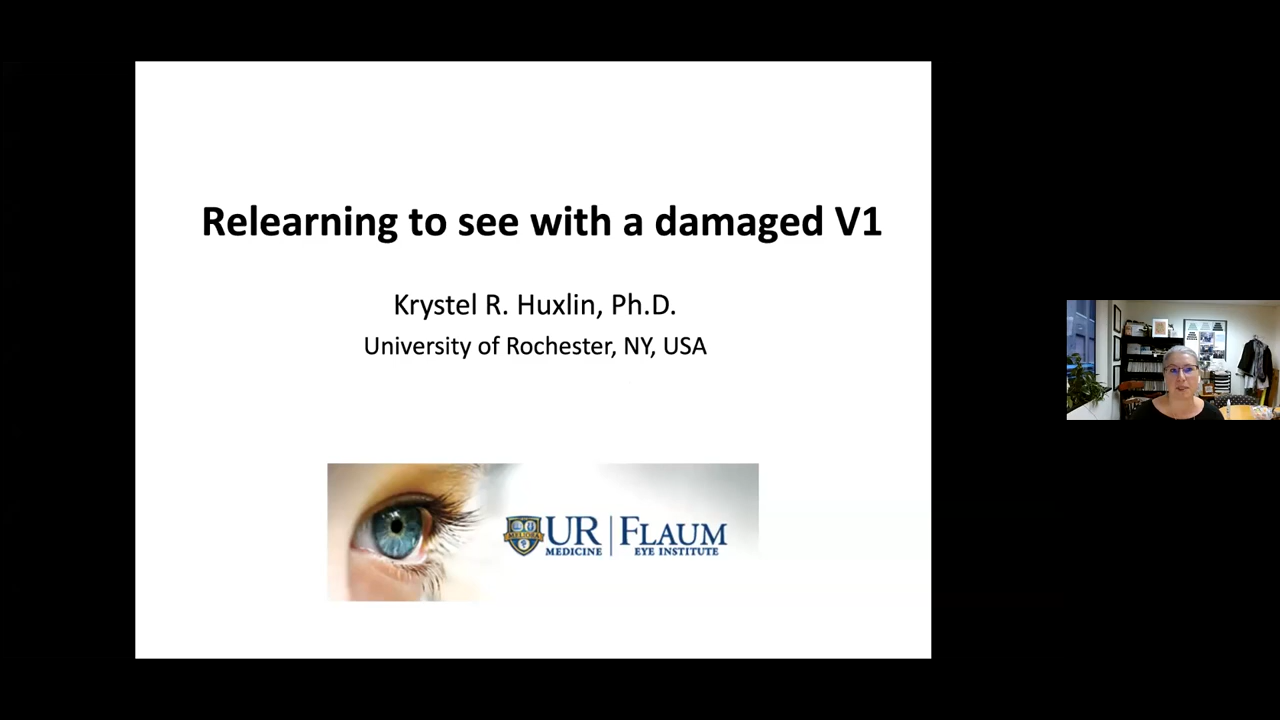 Relearning to see with a damaged V1
Krystel R. Huxlin, Ph.D.
University of Rochester, NY, USA
MELIORA
UR MEDICINE | FLAUM EYE INSTITUTE